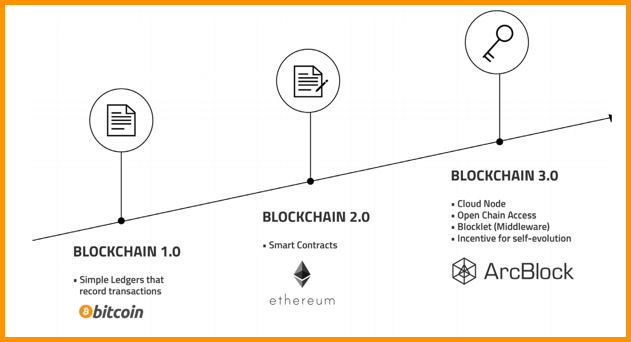 BLOCKCHAIN 1.0
• Simple Ledgers that
record transactions
bitcoin
BLOCKCHAIN 2.0
• Smart Contracts
ethereum
BLOCKCHAIN 3.0
• Cloud Node
• Open Chain Access
• Blocklet (Middleware)
• Incentive for self-evolution
ArcBlock